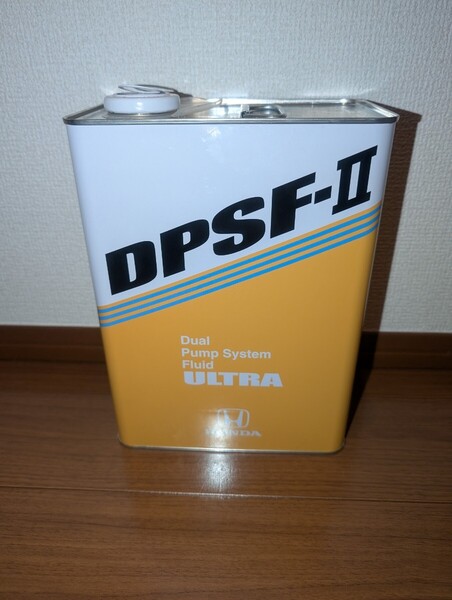 DPSF-II
Dual
Pump System
Fluid
ULTRA
HONDA